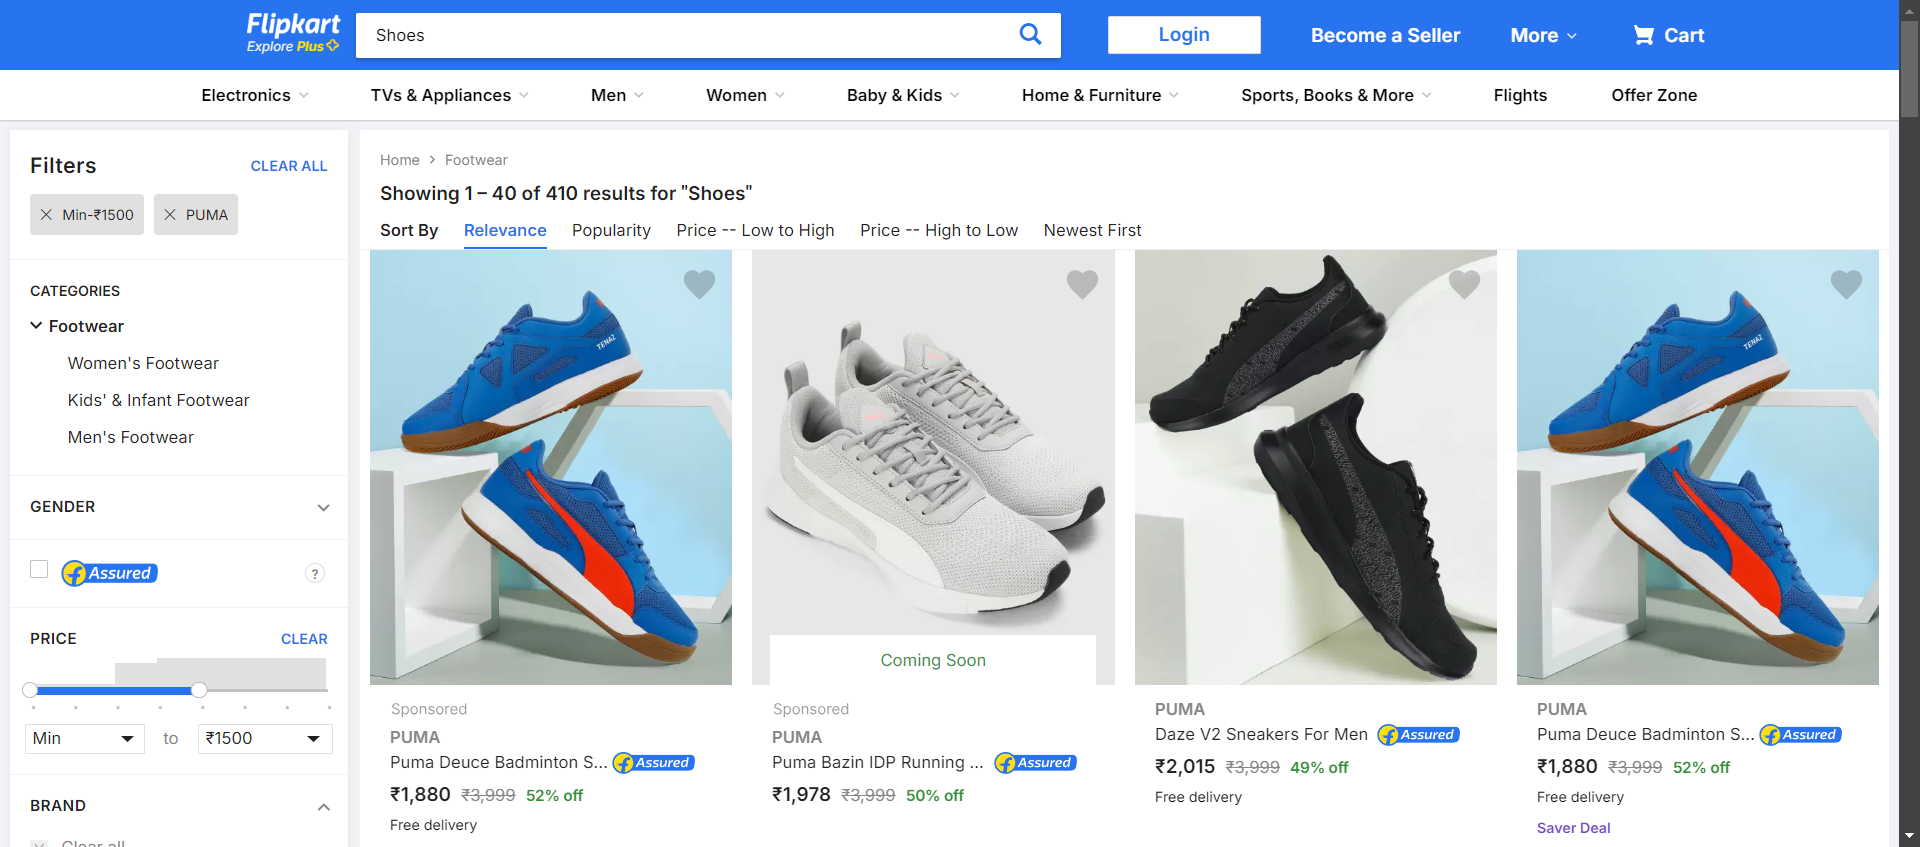 Flipkart
Explore Plus
Shoes
Login
Become a Seller
More
Cart
Electronics
TVs & Appliances
Men
Women
Baby & Kids
Home & Furniture
Sports, Books & More
Flights
Offer Zone
Filters
CLEAR ALL
Min-₹1500
PUMA
CATEGORIES
Footwear
Women's Footwear
Kids' & Infant Footwear
Men's Footwear
GENDER
Assured
?
PRICE
CLEAR
Min
to
₹1500
BRAND
Clear all
Home
Footwear
Showing 1 – 40 of 410 results for "Shoes"
Sort By
Relevance
Popularity
Price -- Low to High
Price -- High to Low
Newest First
TENAZ
Sponsored
PUMA
Puma Deuce Badminton S...
Assured
₹1,880 ₹3,999 52% off
Free delivery
Coming Soon
Sponsored
PUMA
Puma Bazin IDP Running ...
Assured
₹1,978 ₹3,999 50% off
PUMA
Daze V2 Sneakers For Men
Assured
₹2,015 ₹3,999 49% off
Free delivery
TENAZ
PUMA
Puma Deuce Badminton S...
Assured
₹1,880 ₹3,999 52% off
Free delivery
Saver Deal